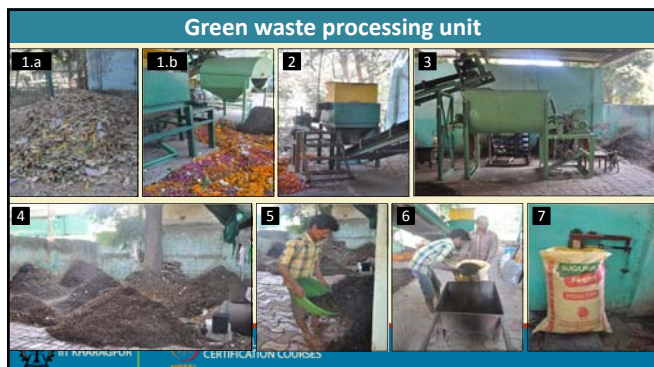 Green waste processing unit
1.a
1.b
2
3
4
5
6
7
IIT KHARAGPUR
CERTIFICATION COURSES